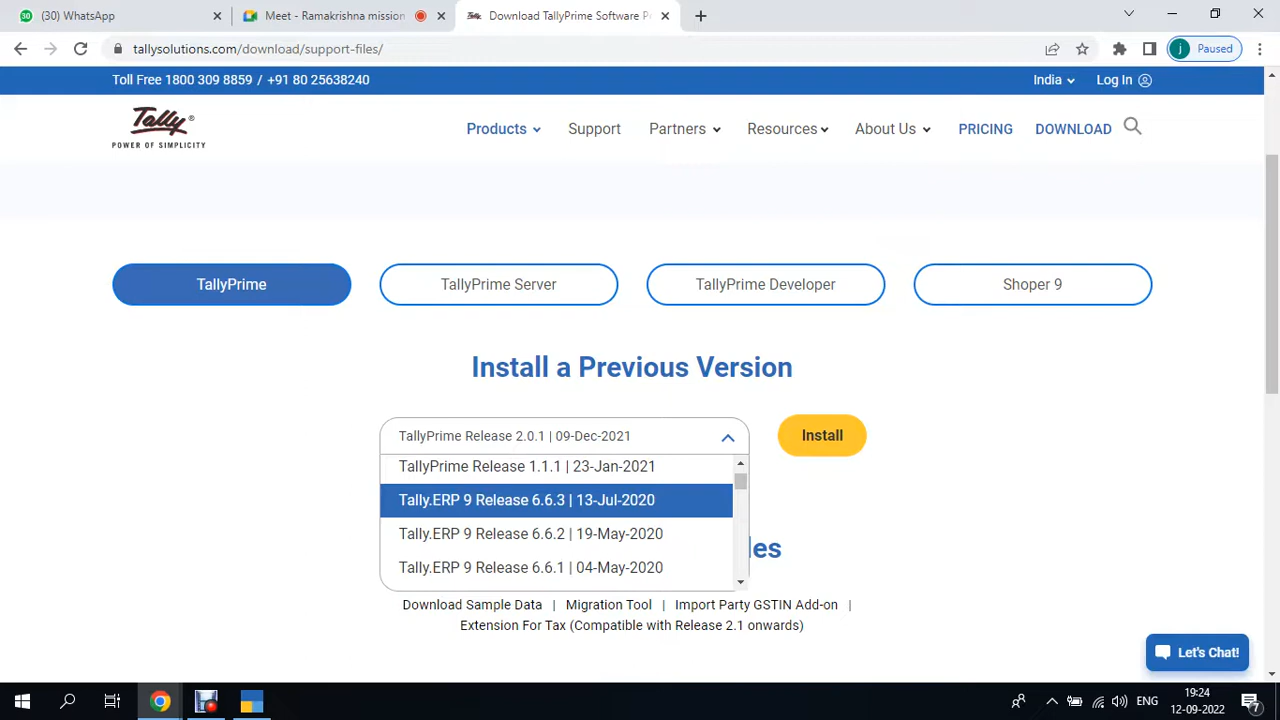 (30) WhatsApp
Meet - Ramakrishna mission
Download TallyPrime Software P
tallysolutions.com/download/support-files/
j Paused
Toll Free 1800 309 8859 / +91 80 25638240
India
Log In
Tally®
POWER OF SIMPLICITY
Products
Support
Partners
Resources
About Us
PRICING
DOWNLOAD
TallyPrime
TallyPrime Server
TallyPrime Developer
Shoper 9
Install a Previous Version
TallyPrime Release 2.0.1 | 09-Dec-2021
Install
TallyPrime Release 1.1.1 | 23-Jan-2021
Tally.ERP 9 Release 6.6.3 | 13-Jul-2020
Tally.ERP 9 Release 6.6.2 | 19-May-2020
Tally.ERP 9 Release 6.6.1 | 04-May-2020
les
Download Sample Data | Migration Tool | Import Party GSTIN Add-on |
Extension For Tax (Compatible with Release 2.1 onwards)
Let's Chat!
ENG
19:24
12-09-2022
7